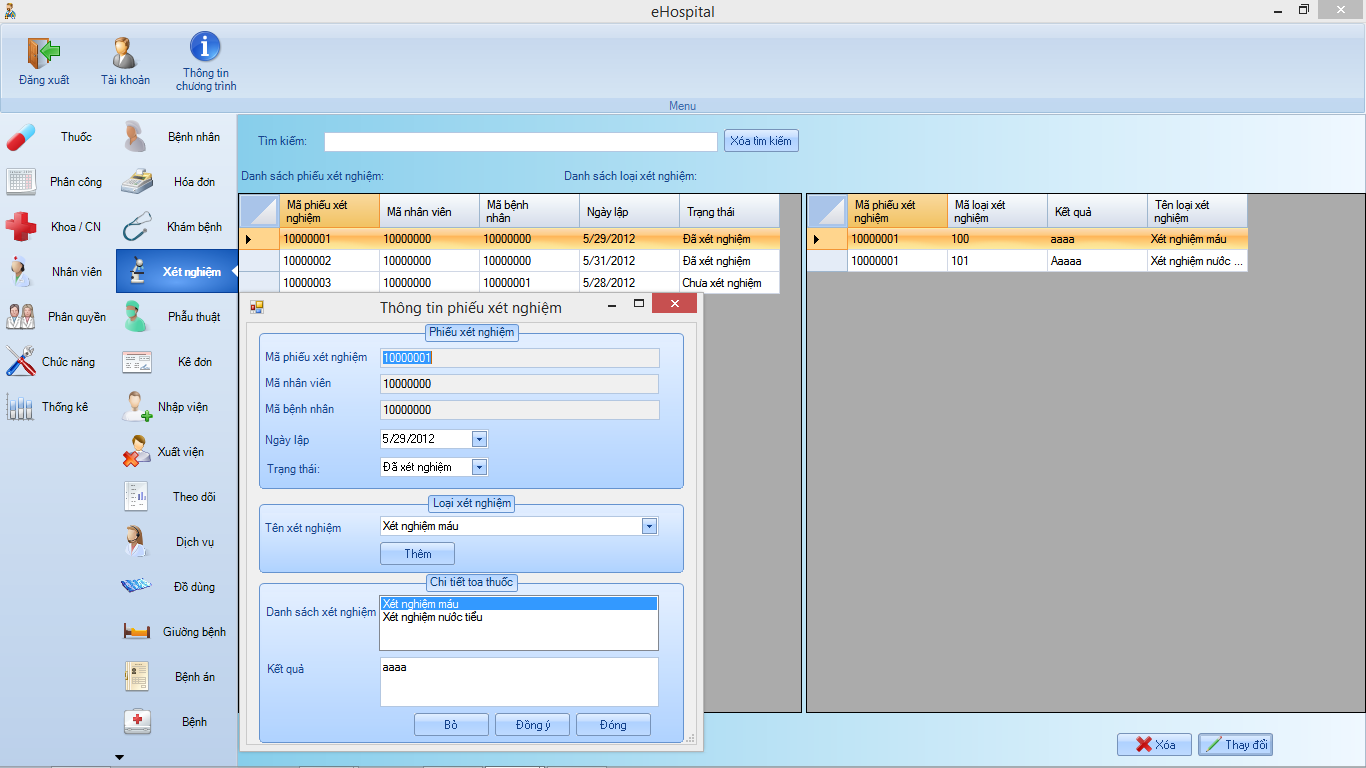 eHospital
Đăng xuất
Tài khoản
Thông tin
chương trình
Menu
Thuốc
Bệnh nhân
Phân công
Hóa đơn
Khoa / CN
Khám bệnh
Nhân viên
Xét nghiệm
Phân quyền
Phẫu thuật
Chức năng
Kê đơn
Thống kê
Nhập viện
Xuất viện
Theo dõi
Dịch vụ
Đồ dùng
Giường bệnh
Bệnh án
Bệnh
Tìm kiếm:
Xóa tìm kiếm
Danh sách phiếu xét nghiệm:
Danh sách loại xét nghiệm:
Mã phiếu xét
nghiệm
Mã nhân viên
Mã bệnh
nhân
Ngày lập
Trạng thái
10000001 10000000 10000000 5/29/2012 Đã xét nghiệm
10000002 10000000 10000000 5/31/2012 Đã xét nghiệm
10000003 10000000 10000001 5/28/2012 Chưa xét nghiệm
Mã phiếu xét
nghiệm
Mã loại xét
nghiệm
Kết quả
Tên loại xét
nghiệm
10000001 100 aaaa Xét nghiệm máu
10000001 101 Aaaaa Xét nghiệm nước ...
Thông tin phiếu xét nghiệm
Phiếu xét nghiệm
Mã phiếu xét nghiệm 10000001
Mã nhân viên 10000000
Mã bệnh nhân 10000000
Ngày lập 5/29/2012
Trạng thái: Đã xét nghiệm
Loại xét nghiệm
Tên xét nghiệm Xét nghiệm máu
Thêm
Chi tiết toa thuốc
Danh sách xét nghiệm
Xét nghiệm máu
Xét nghiệm nước tiểu
Kết quả
aaaa
Bỏ
Đồng ý
Đóng
Xóa
Thay đổi